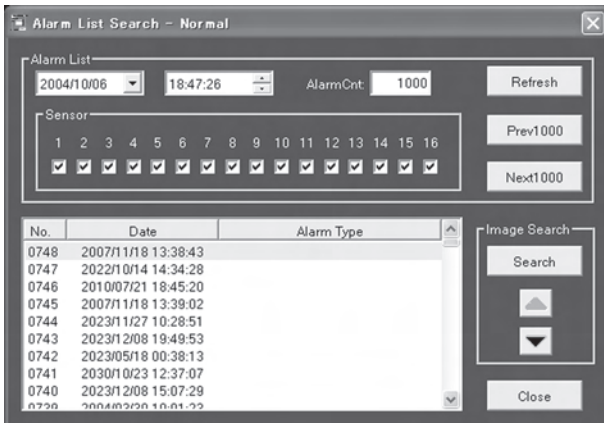 Alarm List Search - Normal
Alarm List
2004/10/06 18:47:26 AlarmCnt: 1000 Refresh
Sensor
Prev1000
1 2 3 4 5 6 7 8 9 10 11 12 13 14 15 16
Next1000
No. Date Alarm Type
Image Search
0748 2007/11/18 13:38:43
Search
0747 2022/10/14 14:34:28
0746 2010/07/21 18:45:20
0745 2007/11/18 13:39:02
0744 2023/11/27 10:28:51
0743 2023/12/08 19:49:53
0742 2023/05/18 00:38:13
0741 2030/10/23 12:37:07
0740 2023/12/08 15:07:29
Close